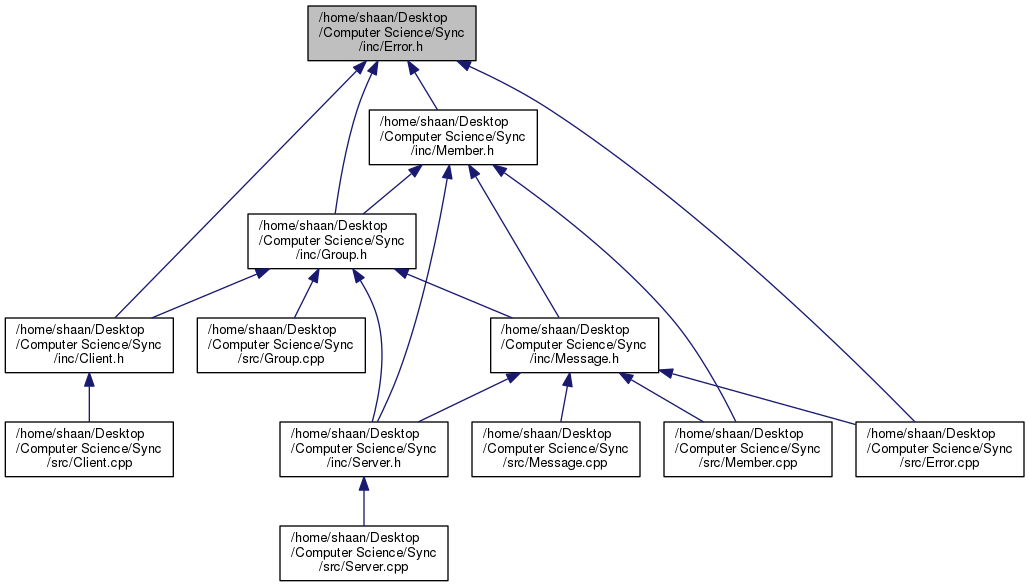 /home/shaan/Desktop
/Computer Science/Sync
/inc/Error.h
/home/shaan/Desktop
/Computer Science/Sync
/inc/Member.h
/home/shaan/Desktop
/Computer Science/Sync
/inc/Group.h
/home/shaan/Desktop
/Computer Science/Sync
/inc/Client.h
/home/shaan/Desktop
/Computer Science/Sync
/src/Group.cpp
/home/shaan/Desktop
/Computer Science/Sync
/inc/Message.h
/home/shaan/Desktop
/Computer Science/Sync
/src/Client.cpp
/home/shaan/Desktop
/Computer Science/Sync
/inc/Server.h
/home/shaan/Desktop
/Computer Science/Sync
/src/Message.cpp
/home/shaan/Desktop
/Computer Science/Sync
/src/Member.cpp
/home/shaan/Desktop
/Computer Science/Sync
/src/Error.cpp
/home/shaan/Desktop
/Computer Science/Sync
/src/Server.cpp